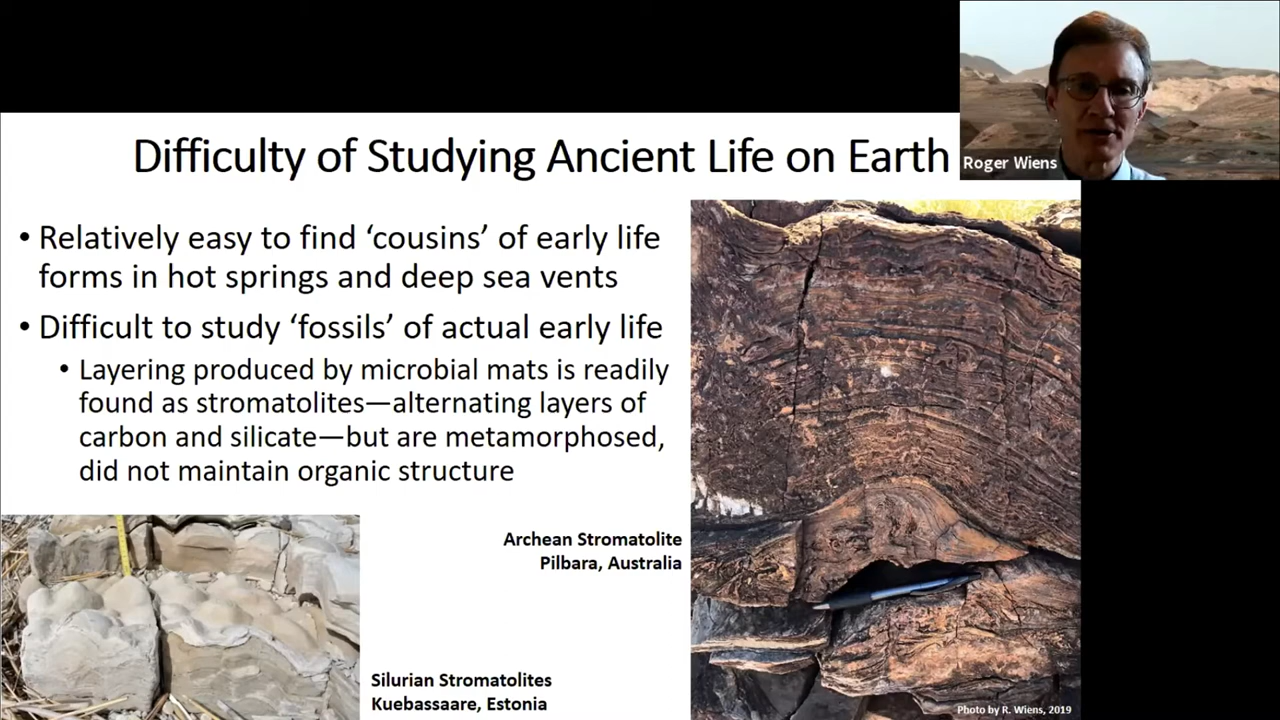 Difficulty of Studying Ancient Life on Earth
Roger Wiens
• Relatively easy to find ‘cousins’ of early life
forms in hot springs and deep sea vents
• Difficult to study ‘fossils’ of actual early life
• Layering produced by microbial mats is readily
found as stromatolites—alternating layers of
carbon and silicate—but are metamorphosed,
did not maintain organic structure
Archean Stromatolite
Pilbara, Australia
Silurian Stromatolites
Kuebassaare, Estonia
Photo by R. Wiens, 2019